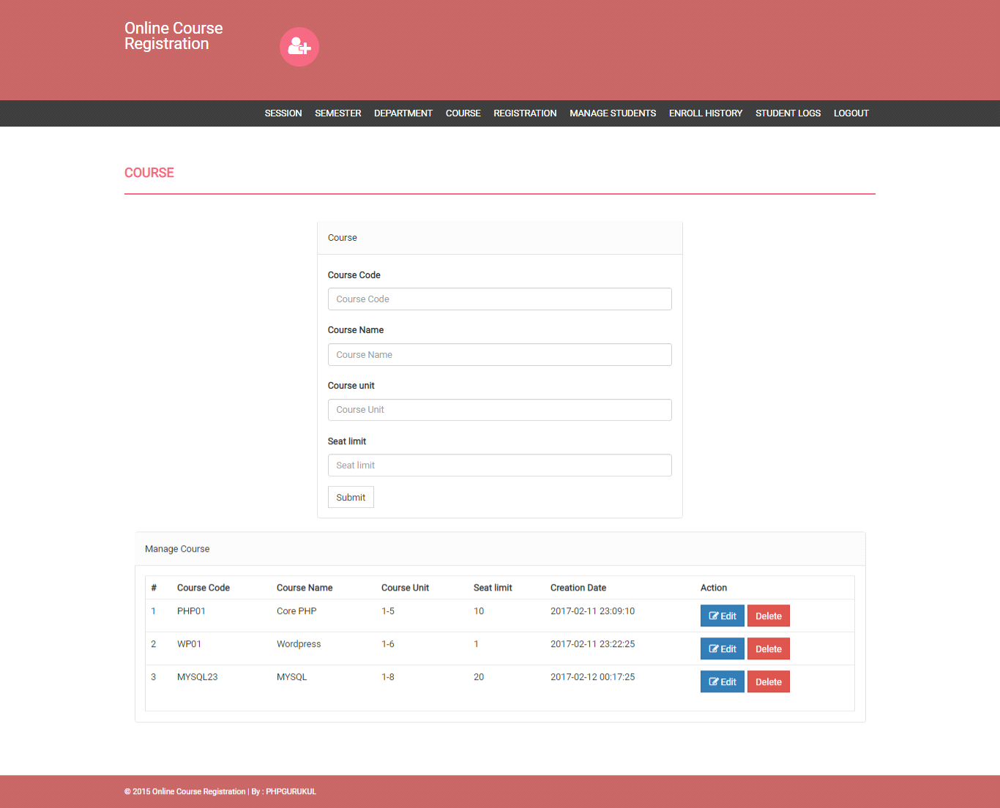 Online Course
Registration
SESSION SEMESTER DEPARTMENT COURSE REGISTRATION MANAGE STUDENTS ENROLL HISTORY STUDENT LOGS LOGOUT
COURSE
Course
Course Code
Course Code
Course Name
Course Name
Course unit
Course Unit
Seat limit
Seat limit
Submit
Manage Course
# Course Code Course Name Course Unit Seat limit Creation Date Action
1 PHP01 Core PHP 1-5 10 2017-02-11 23:09:10 Edit Delete
2 WP01 Wordpress 1-6 1 2017-02-11 23:22:25 Edit Delete
3 MYSQL23 MYSQL 1-8 20 2017-02-12 00:17:25 Edit Delete
© 2015 Online Course Registration | By : PHPGURUKUL